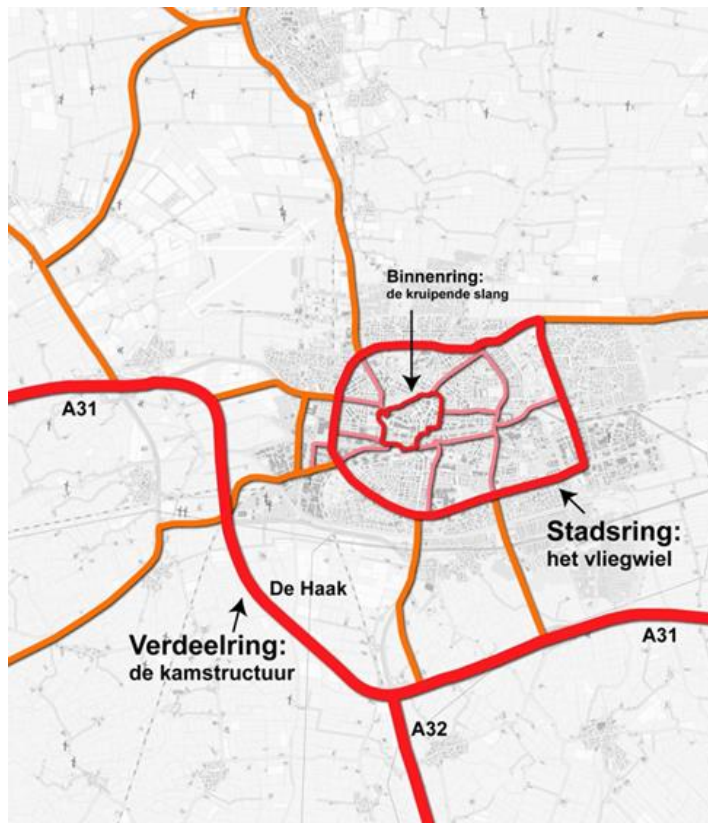 Binnenring:
de kruipende slang
A31
Stadsring:
het vliegwiel
De Haak
Verdeelring:
de kamstructuur
A31
A32